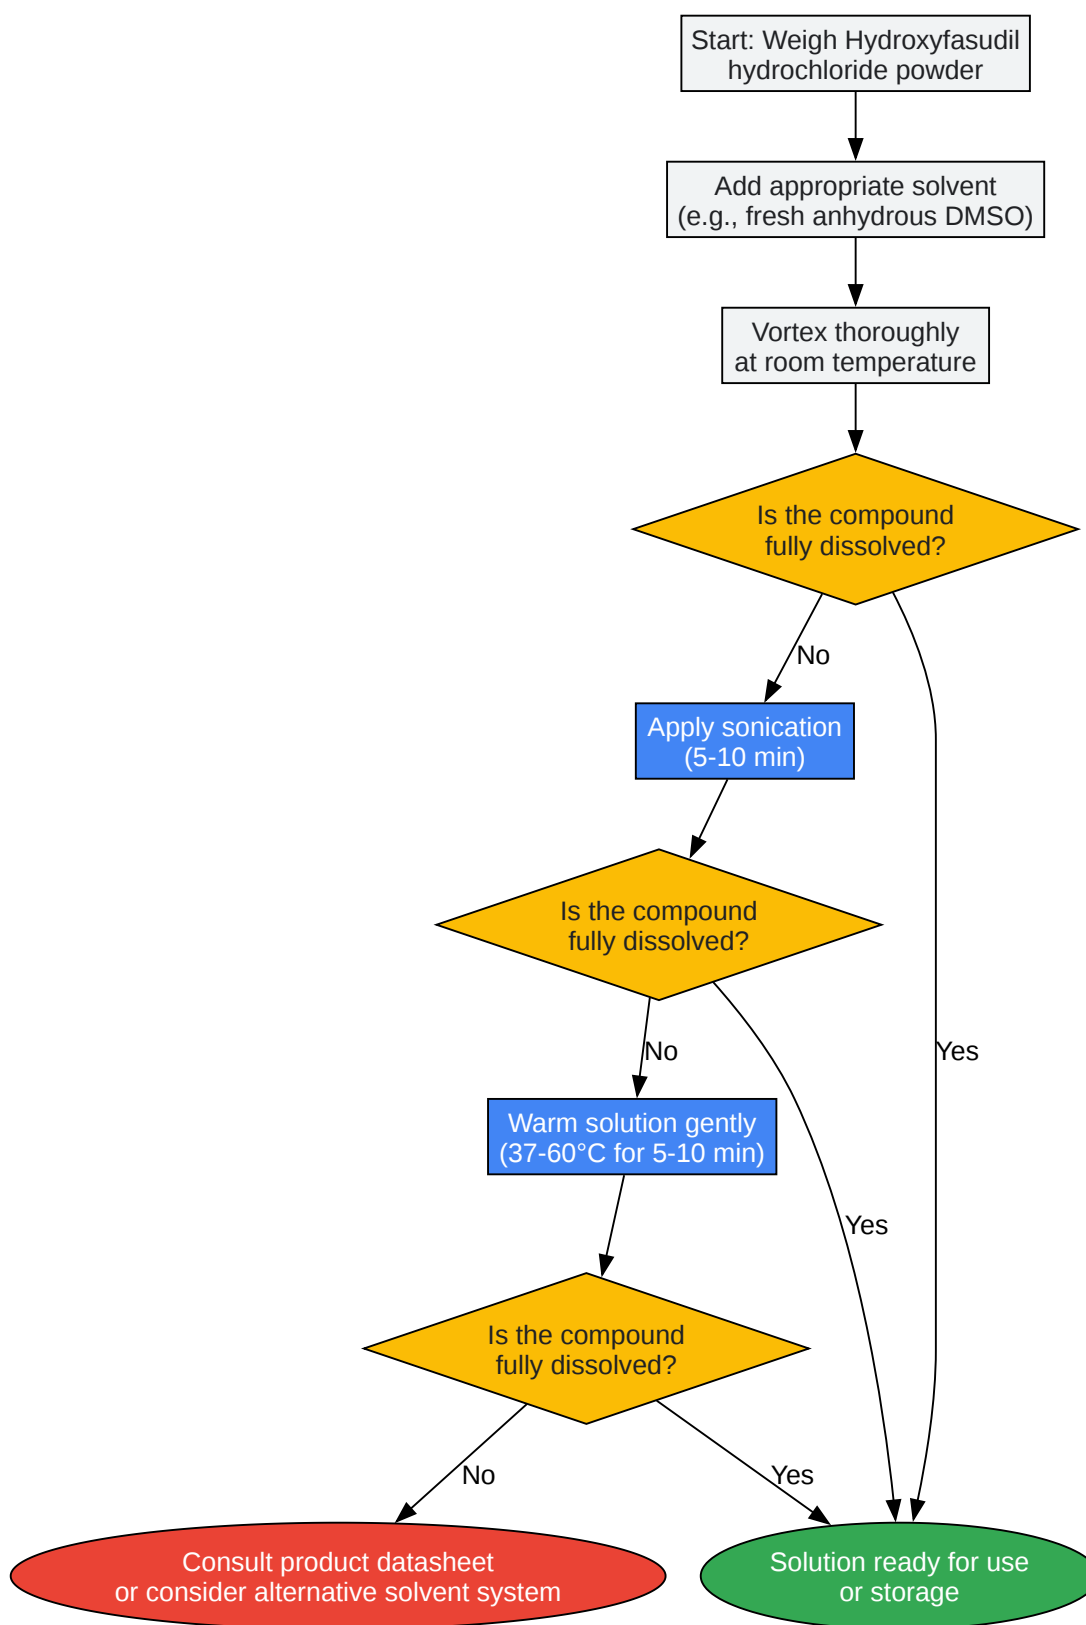 Start: Weigh Hydroxyfasudil
hydrochloride powder
Add appropriate solvent
(e.g., fresh anhydrous DMSO)
Vortex thoroughly
at room temperature
Is the compound
fully dissolved?
No
Apply sonication
(5-10 min)
Is the compound
fully dissolved?
No
Yes
Warm solution gently
(37-60°C for 5-10 min)
Yes
Is the compound
fully dissolved?
No
Yes
Consult product datasheet
or consider alternative solvent system
Solution ready for use
or storage